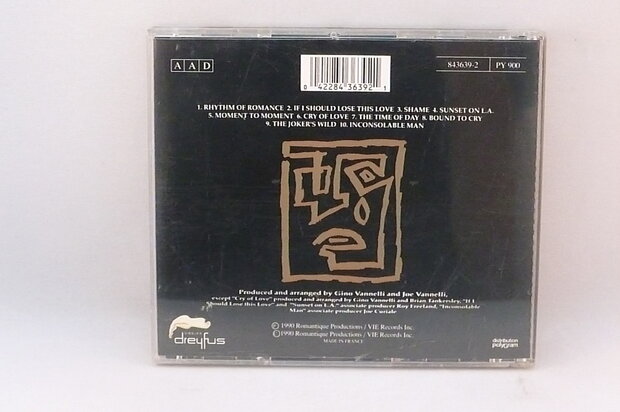 A A D
0 42284 36392 1
843639-2 PY 900
1. RHYTHM OF ROMANCE 2. IF I SHOULD LOSE THIS LOVE 3. SHAME 4. SUNSET ON L.A.
5. MOMENT TO MOMENT 6. CRY OF LOVE 7. THE TIME OF DAY 8. BOUND TO CRY
9. THE JOKER'S WILD 10. INCONSOLABLE MAN
Produced and arranged by Gino Vannelli and Joe Vannelli,
except "Cry of Love" produced and arranged by Gino Vannelli and Brian Tankersley, "If I
Should Lose this Love" and "Sunset on L.A." associate producer Roy Freeland, "Inconsolable
Man" associate producer Joe Curiale
℗ 1990 Romantique Productions / VIE Records Inc.
© 1990 Romantique Productions / VIE Records Inc.
MADE IN FRANCE
dreyfus
distribution
polygram